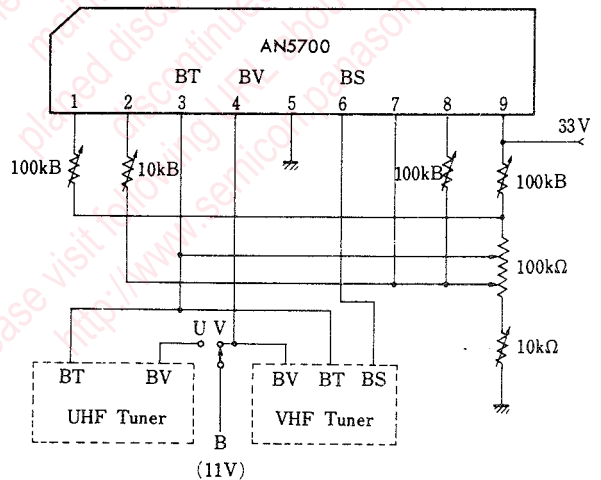 AN5700
BT BV BS
1 2 3 4 5 6 7 8 9
33V
100kB 10kB 100kB 100kB
100kΩ
10kΩ
U V
BT BV BV BT BS
UHF Tuner VHF Tuner
B
(11V)